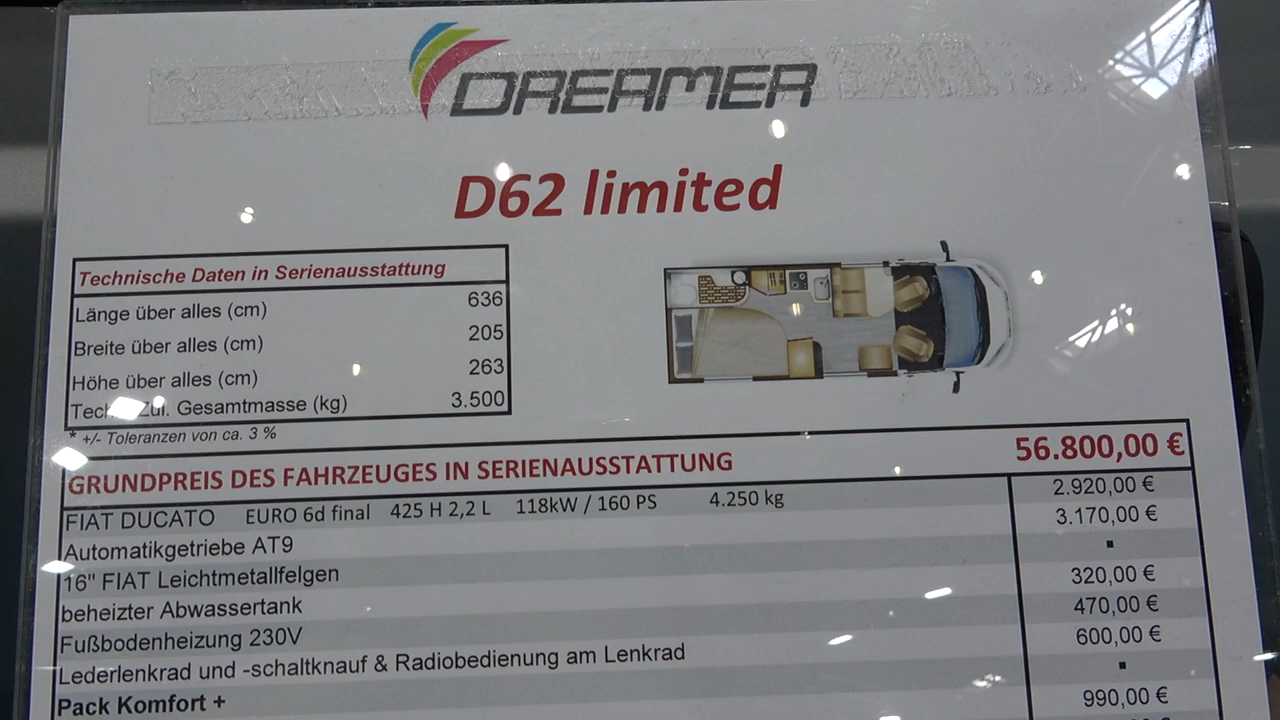 DREAMER
D62 limited
Technische Daten in Serienausstattung
Länge über alles (cm) 636
Breite über alles (cm) 205
Höhe über alles (cm) 263
Zul. Gesamtmasse (kg) 3.500
* +/- Toleranzen von ca. 3 %
GRUNDPREIS DES FAHRZEUGES IN SERIENAUSSTATTUNG 56.800,00 €
FIAT DUCATO EURO 6d final 425 H 2,2 L 118kW / 160 PS 4.250 kg 2.920,00 €
Automatikgetriebe AT9 3.170,00 €
16" FIAT Leichtmetallfelgen ▪
beheizter Abwassertank 320,00 €
Fußbodenheizung 230V 470,00 €
Lederlenkrad und -schaltknauf & Radiobedienung am Lenkrad 600,00 €
Pack Komfort + ▪
990,00 €